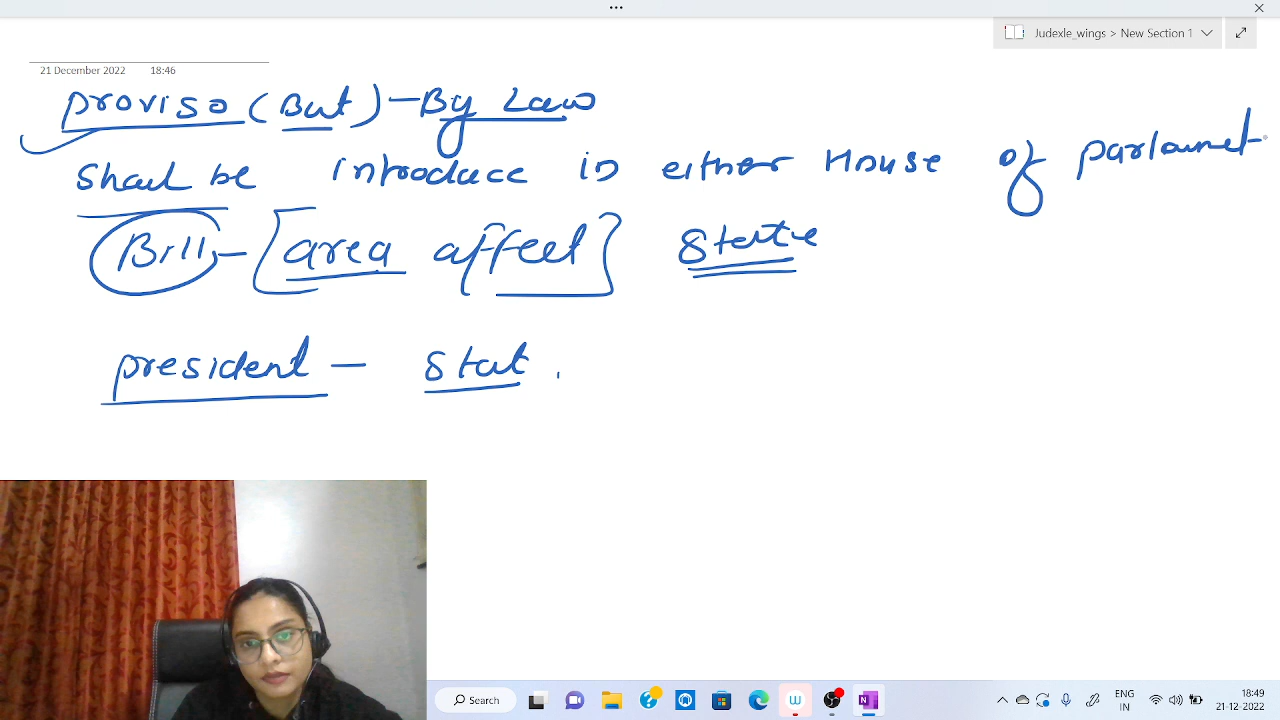 Judexle_wings > New Section 1
21 December 2022 18:46
proviso (But) - By Law
Shall be introduce in either House of parlament
Bill - [area affect] State
president - Stat.
Search
ENG
IN
18:49
21-12-2022